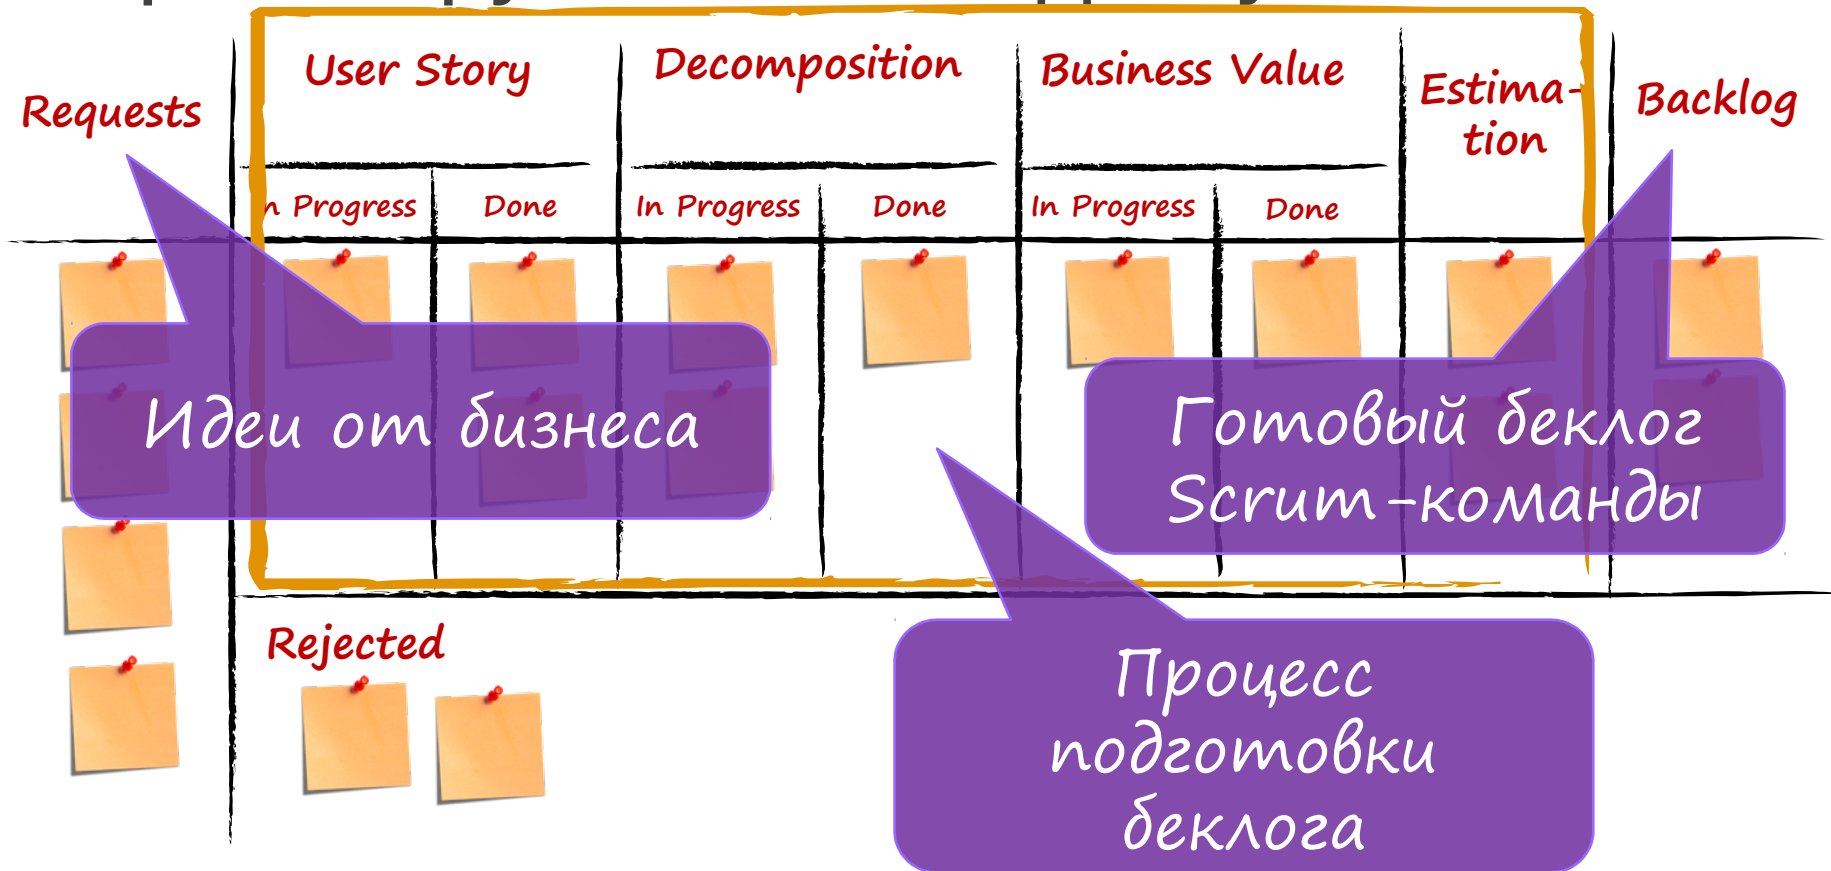 User Story
Decomposition
Business Value
Estima-
tion
Requests
Backlog
n Progress
Done
In Progress
Done
In Progress
Done
Идеи от бизнеса
Готовый беклог
Scrum-команды
Rejected
Процесс
подготовки
беклога